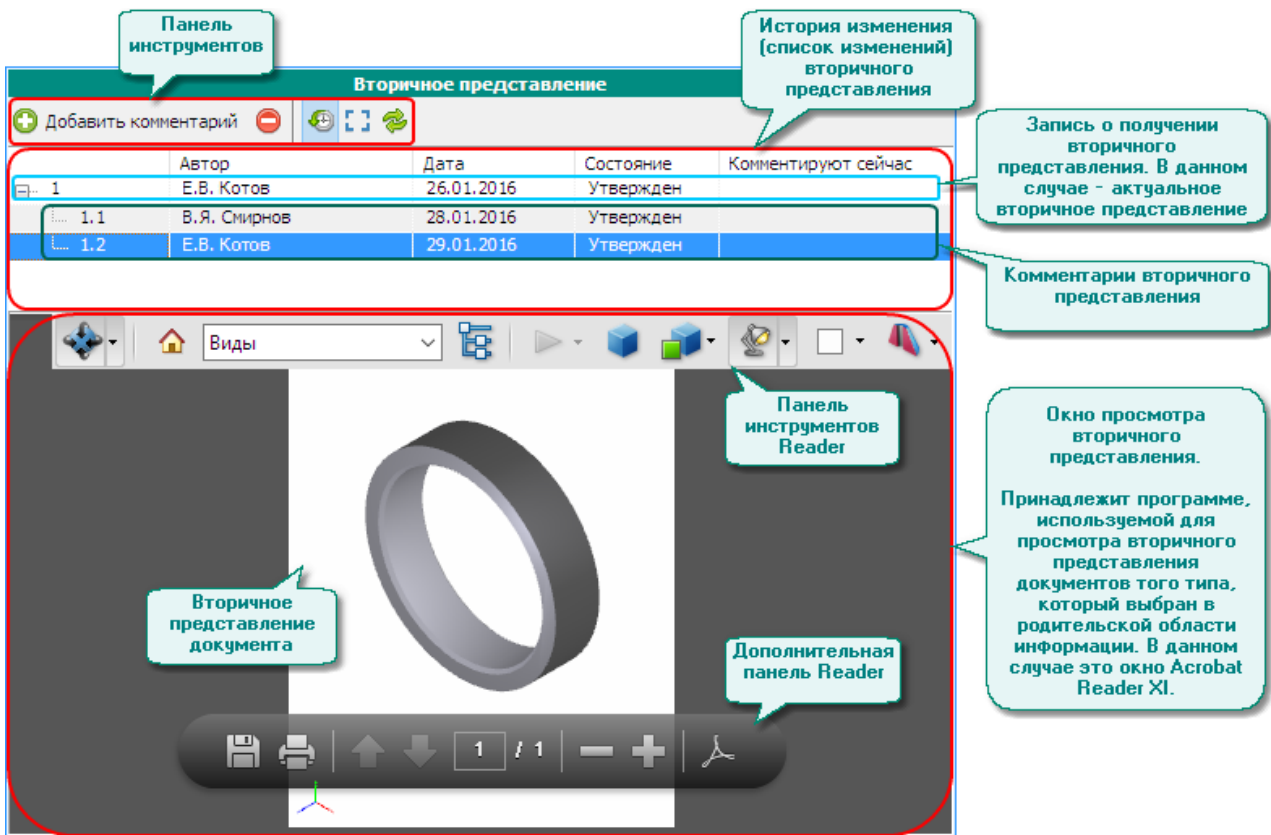 Панель
инструментов
История изменения
(список изменений)
вторичного
представления
Вторичное представление
Добавить комментарий
Запись о получении
вторичного
представления. В данном
случае - актуальное
вторичное представление
Автор Дата Состояние Комментируют сейчас
1 Е.В. Котов 26.01.2016 Утвержден
1.1 В.Я. Смирнов 28.01.2016 Утвержден
1.2 Е.В. Котов 29.01.2016 Утвержден
Комментарии вторичного
представления
Виды
Панель
инструментов
Reader
Окно просмотра
вторичного
представления.
Принадлежит программе,
используемой для
просмотра вторичного
представления
документов того типа,
который выбран в
родительской области
информации. В данном
случае это окно Acrobat
Reader XI.
Вторичное
представление
документа
Дополнительная
панель Reader
1 / 1